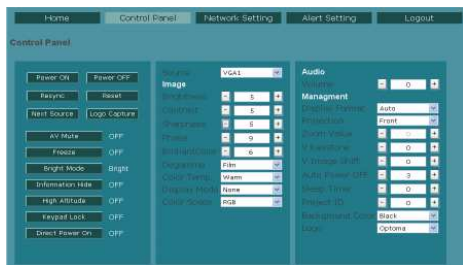 Home Control Panel Network Setting Alert Setting Logout
Control Panel
Power ON Power OFF
Resync Reset
Next Source Logo Capture
AV Mute OFF
Freeze OFF
Bright Mode Bright
Information Hide OFF
High Altitude OFF
Keypad Lock OFF
Direct Power On OFF
Source VGA1
Image
Brightness - 5 +
Contrast - 5 +
Sharpness - 5 +
Phase - 9 +
BrilliantColor - 6 +
Degamma Film
Color Temp. Warm
Display Mode None
Color Space RGB
Audio
Volume - 0 +
Managment
Display Format Auto
Projection Front
Zoom Value - 0 +
V Keystone - 0 +
V Image Shift - 0 +
Auto Power OFF - 3 +
Sleep Timer - 0 +
Project ID - 0 +
Background Color Black
Logo Optoma